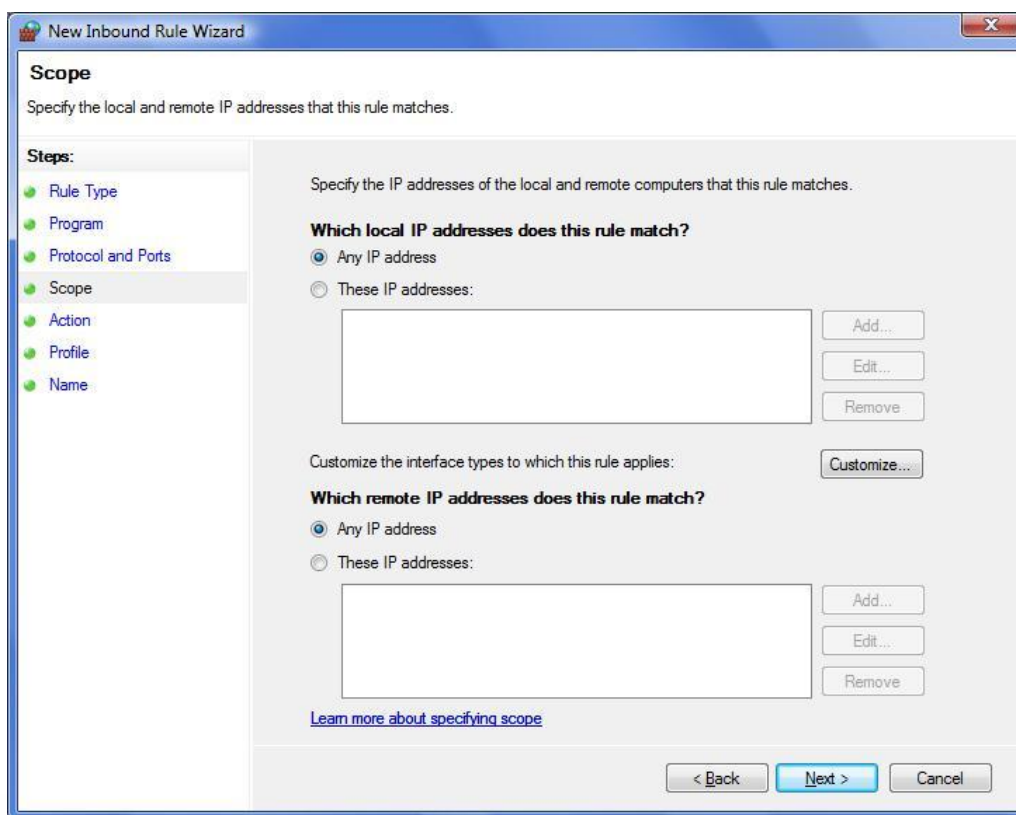 New Inbound Rule Wizard
Scope
Specify the local and remote IP addresses that this rule matches.
Steps:
Rule Type
Program
Protocol and Ports
Scope
Action
Profile
Name
Specify the IP addresses of the local and remote computers that this rule matches.
Which local IP addresses does this rule match?
Any IP address
These IP addresses:
Add...
Edit...
Remove
Customize the interface types to which this rule applies:
Customize...
Which remote IP addresses does this rule match?
Any IP address
These IP addresses:
Add...
Edit...
Remove
Learn more about specifying scope
< Back
Next >
Cancel